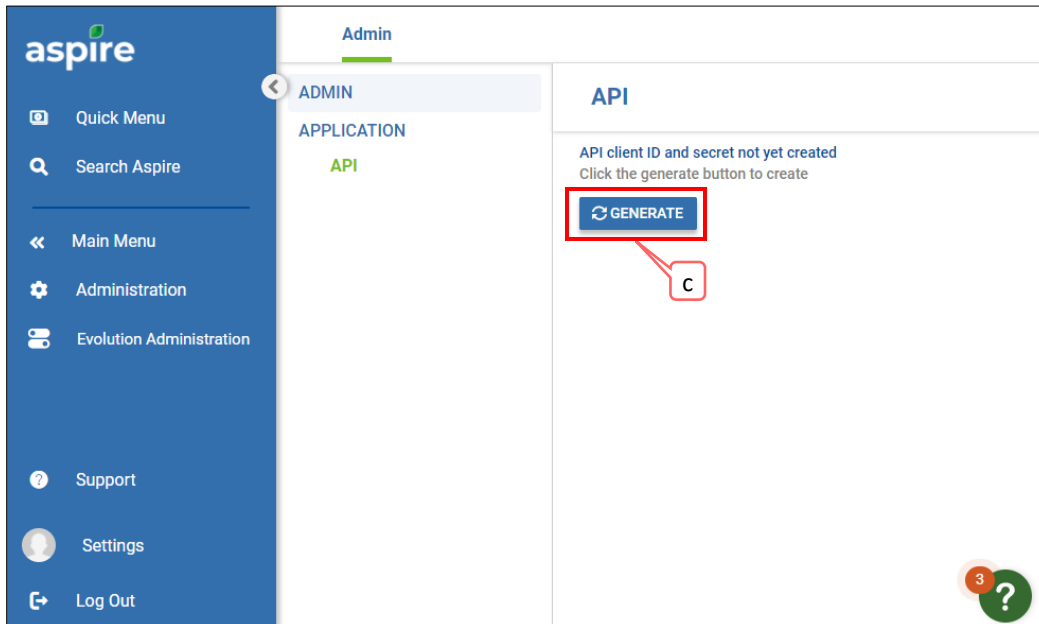 aspire
Quick Menu
Search Aspire
Main Menu
Administration
Evolution Administration
Support
Settings
Log Out
Admin
ADMIN
APPLICATION
API
API
API client ID and secret not yet created
Click the generate button to create
GENERATE
c
3
?